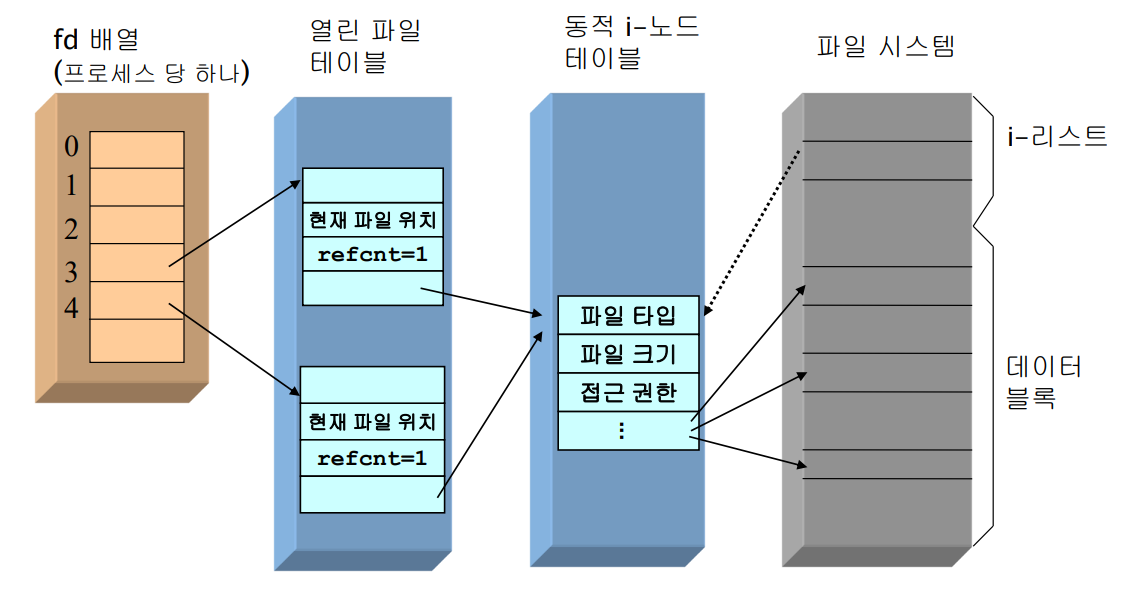 fd 배열
(프로세스 당 하나)
0
1
2
3
4
열린 파일
테이블
현재 파일 위치
refcnt=1
현재 파일 위치
refcnt=1
동적 i-노드
테이블
파일 타입
파일 크기
접근 권한
⋮
파일 시스템
i-리스트
데이터
블록